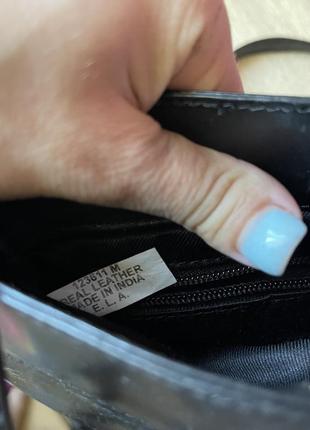 123611 M
REAL LEATHER
MADE IN INDIA
E. L. A.